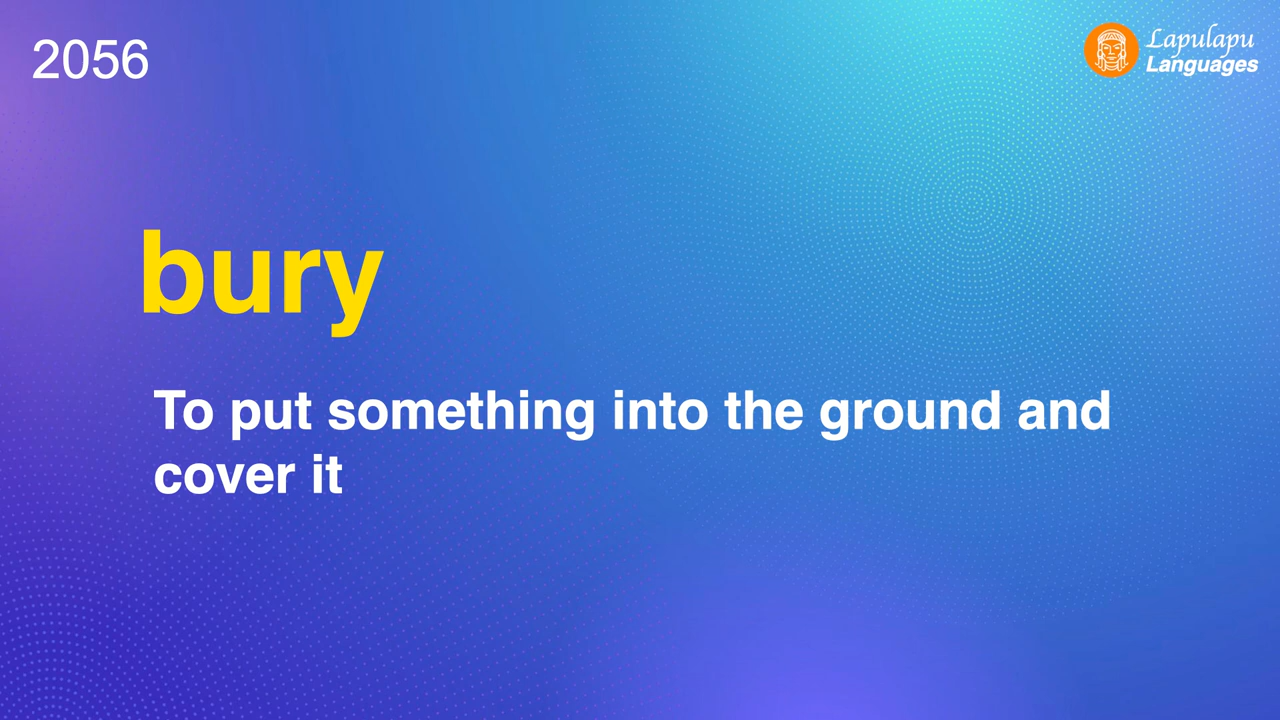 2056
Lapulapu
Languages
bury
To put something into the ground and
cover it